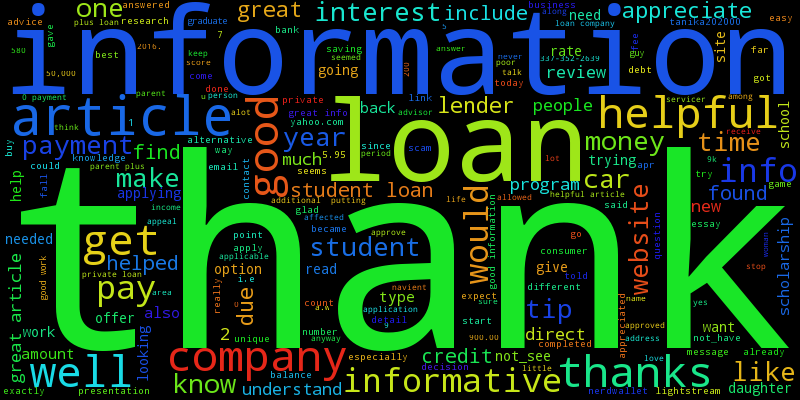 one
answered
great
interest
include
business
along
need
loan company
appreciate
advice
plus loan
research
graduate
bank
tanika202000
easy
information
580
gave
best
2016.
7
keep
score
come
saving
seemed
going
answer
never
poor
talk
today
rate
337-352-2639
review
guy
debt
fee
site
far
got
50,000
0 payment
parent
done
u
person
200
link
servicer
among
article
private
great info
yahoo.com
back
lender
advisor
people
helpful
school
think
1
alot
good
loan
year
since
period
scam
money
time
receive
buy
payment
find
alternative
way
much
5.95
seems
lot
trying
9k
apr
try
info
knowledge
could
parent plus
email
contact
student loan
program
car
found
game
help
fall
make
applying
additional
putting
life
allowed
helpful article
said
new
essay
income
appeal
glad
affected
became
approve
would
good information
website
question
woman
scholarship
needed
get
point
apply
applicable
student
consumer
go
told
stop
great article
good work
helped
private loan
option
i.e
read
give
different
pay
area
really
due
count
navient
type
expect
sure
name
yes
thank
offer
also
application
detail
number
anyway
start
900.00
tip
appreciated
approved
address
love
want
not_have
work
looking
2
unique
direct
completed
message
already
amount
company
especially
credit
not_see
well
know
balance
understand
decision
little
informative
thanks
like
daughter
exactly
presentation
nerdwallet
lightstream